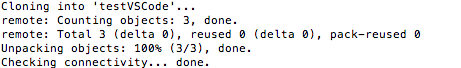 Cloning into 'testVSCode'...
remote: Counting objects: 3, done.
remote: Total 3 (delta 0), reused 0 (delta 0), pack-reused 0
Unpacking objects: 100% (3/3), done.
Checking connectivity... done.